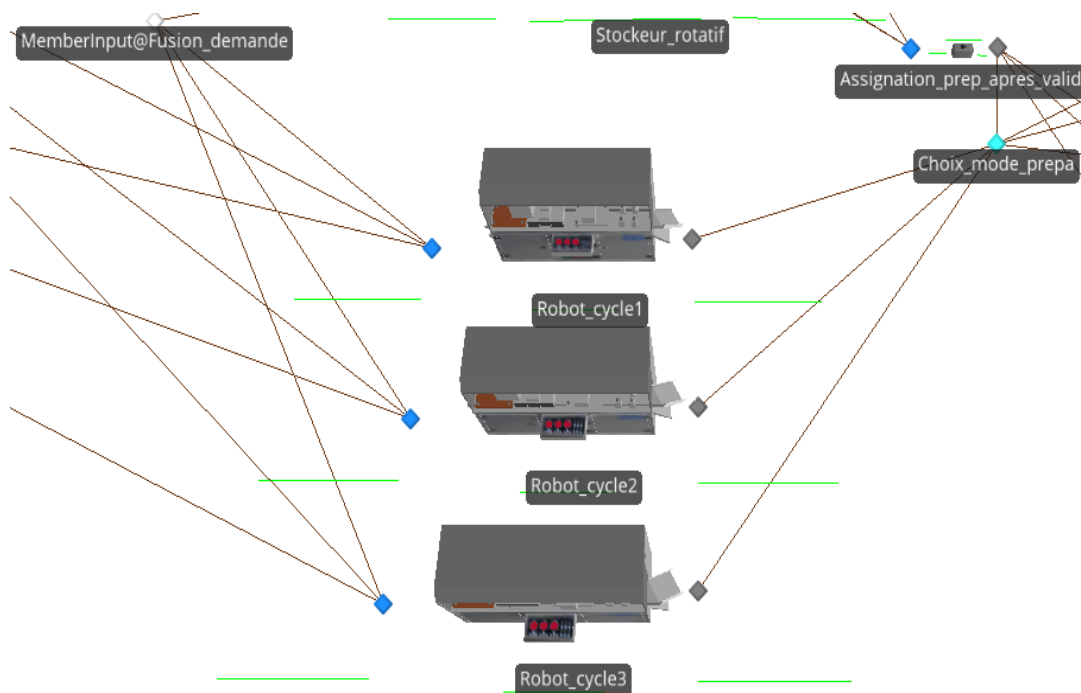 MemberInput@Fusion_demande
Stockeur_rotatif
Assignation_prep_apres_valid
Choix_mode_prepa
Robot_cycle1
Robot_cycle2
Robot_cycle3